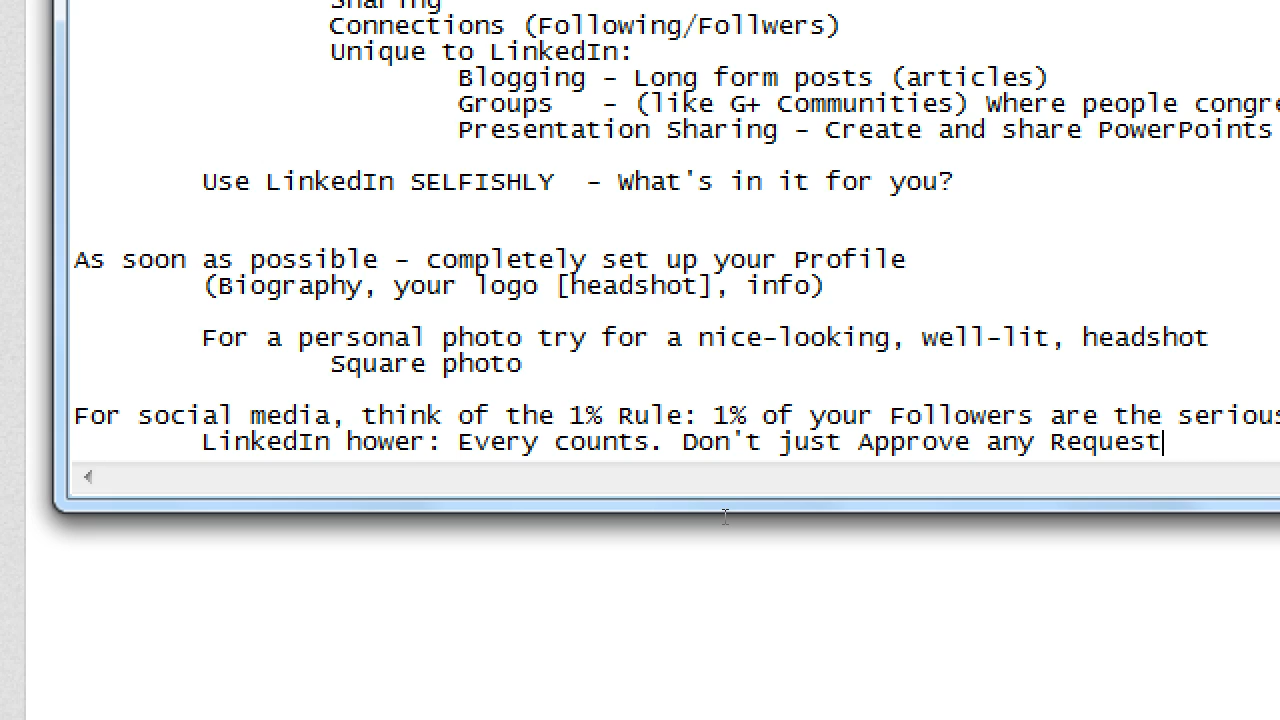 Sharing
Connections (Following/Follwers)
Unique to LinkedIn:
Blogging - Long form posts (articles)
Groups - (like G+ Communities) Where people
Presentation Sharing - Create and share PowerPoints
Use LinkedIn SELFISHLY - What's in it for you?
As soon as possible - completely set up your Profile
(Biography, your logo [headshot], info)
For a personal photo try for a nice-looking, well-lit, headshot
Square photo
For social media, think of the 1% Rule: 1% of your Followers are the serious
LinkedIn hower: Every counts. Don't just Approve any Request